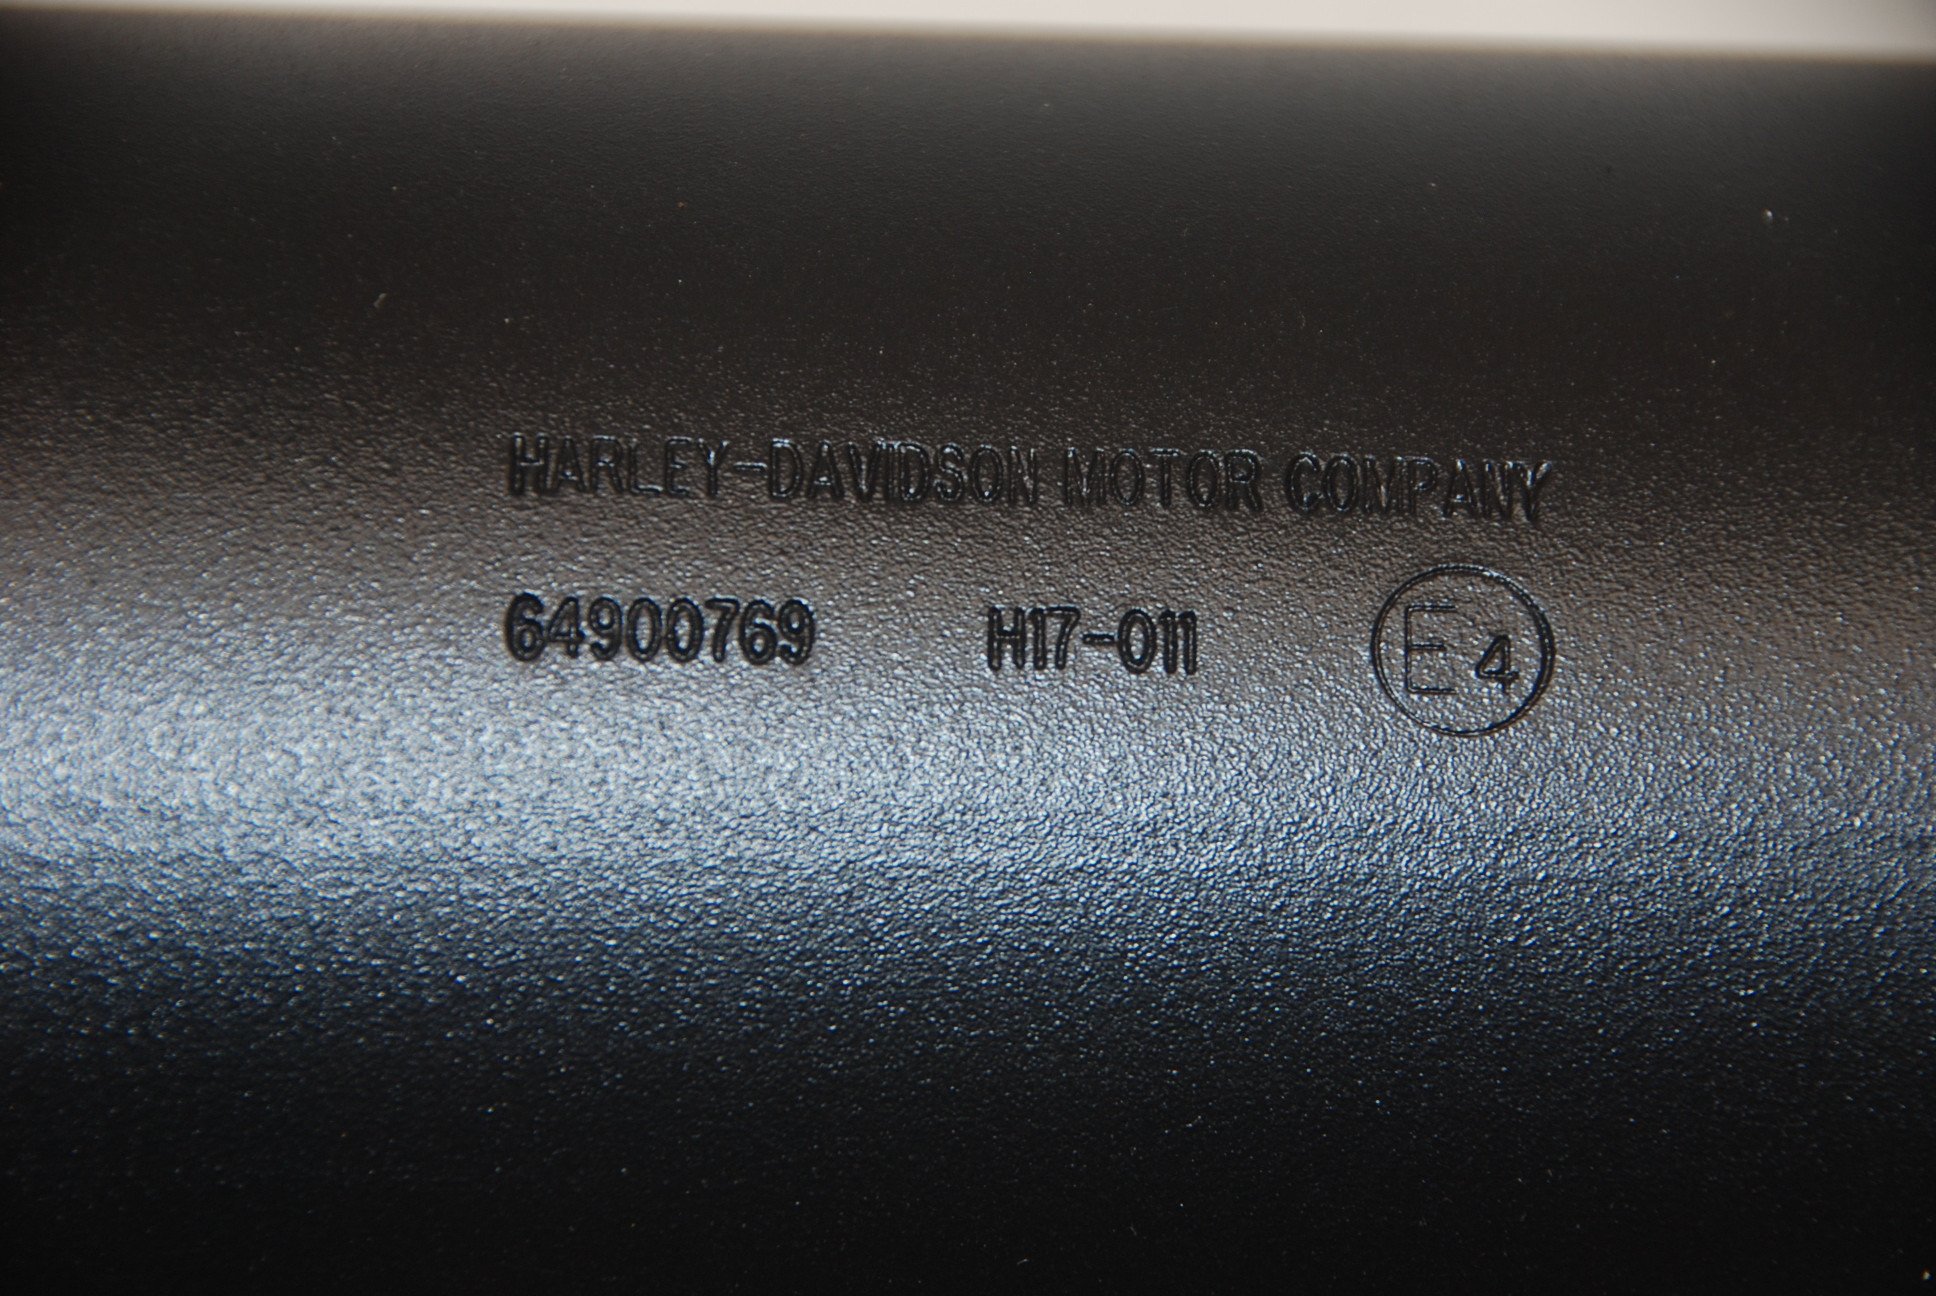 HARLEY-DAVIDSON MOTOR COMPANY
64900769 H17-011 E4